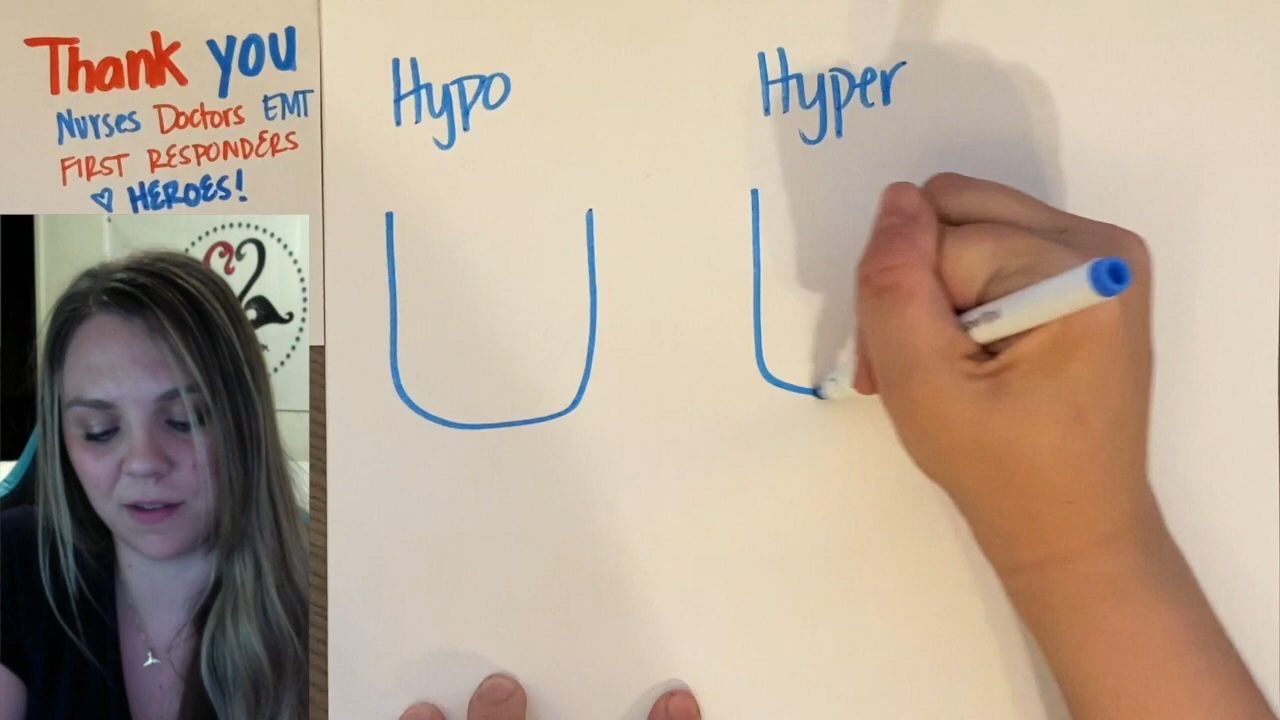 Thank you
Nurses Doctors EMT
FIRST RESPONDERS
♡ HEROES!
Hypo
Hyper